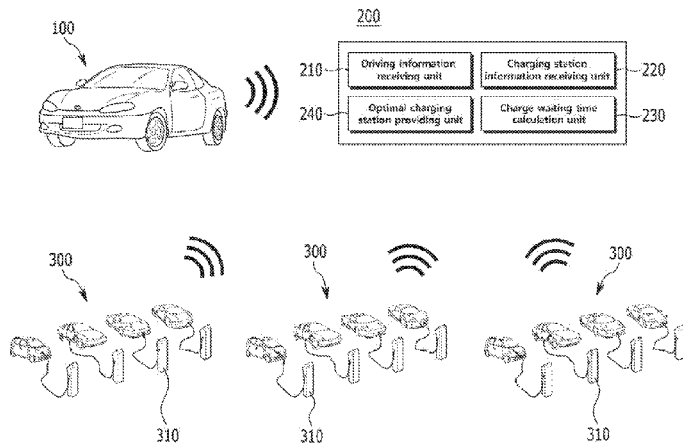 100
200
210
Driving information
receiving unit
Charging station
information receiving unit
220
240
Optimal charging
station providing unit
Charge waiting time
calculation unit
230
300
300
300
310
310
310